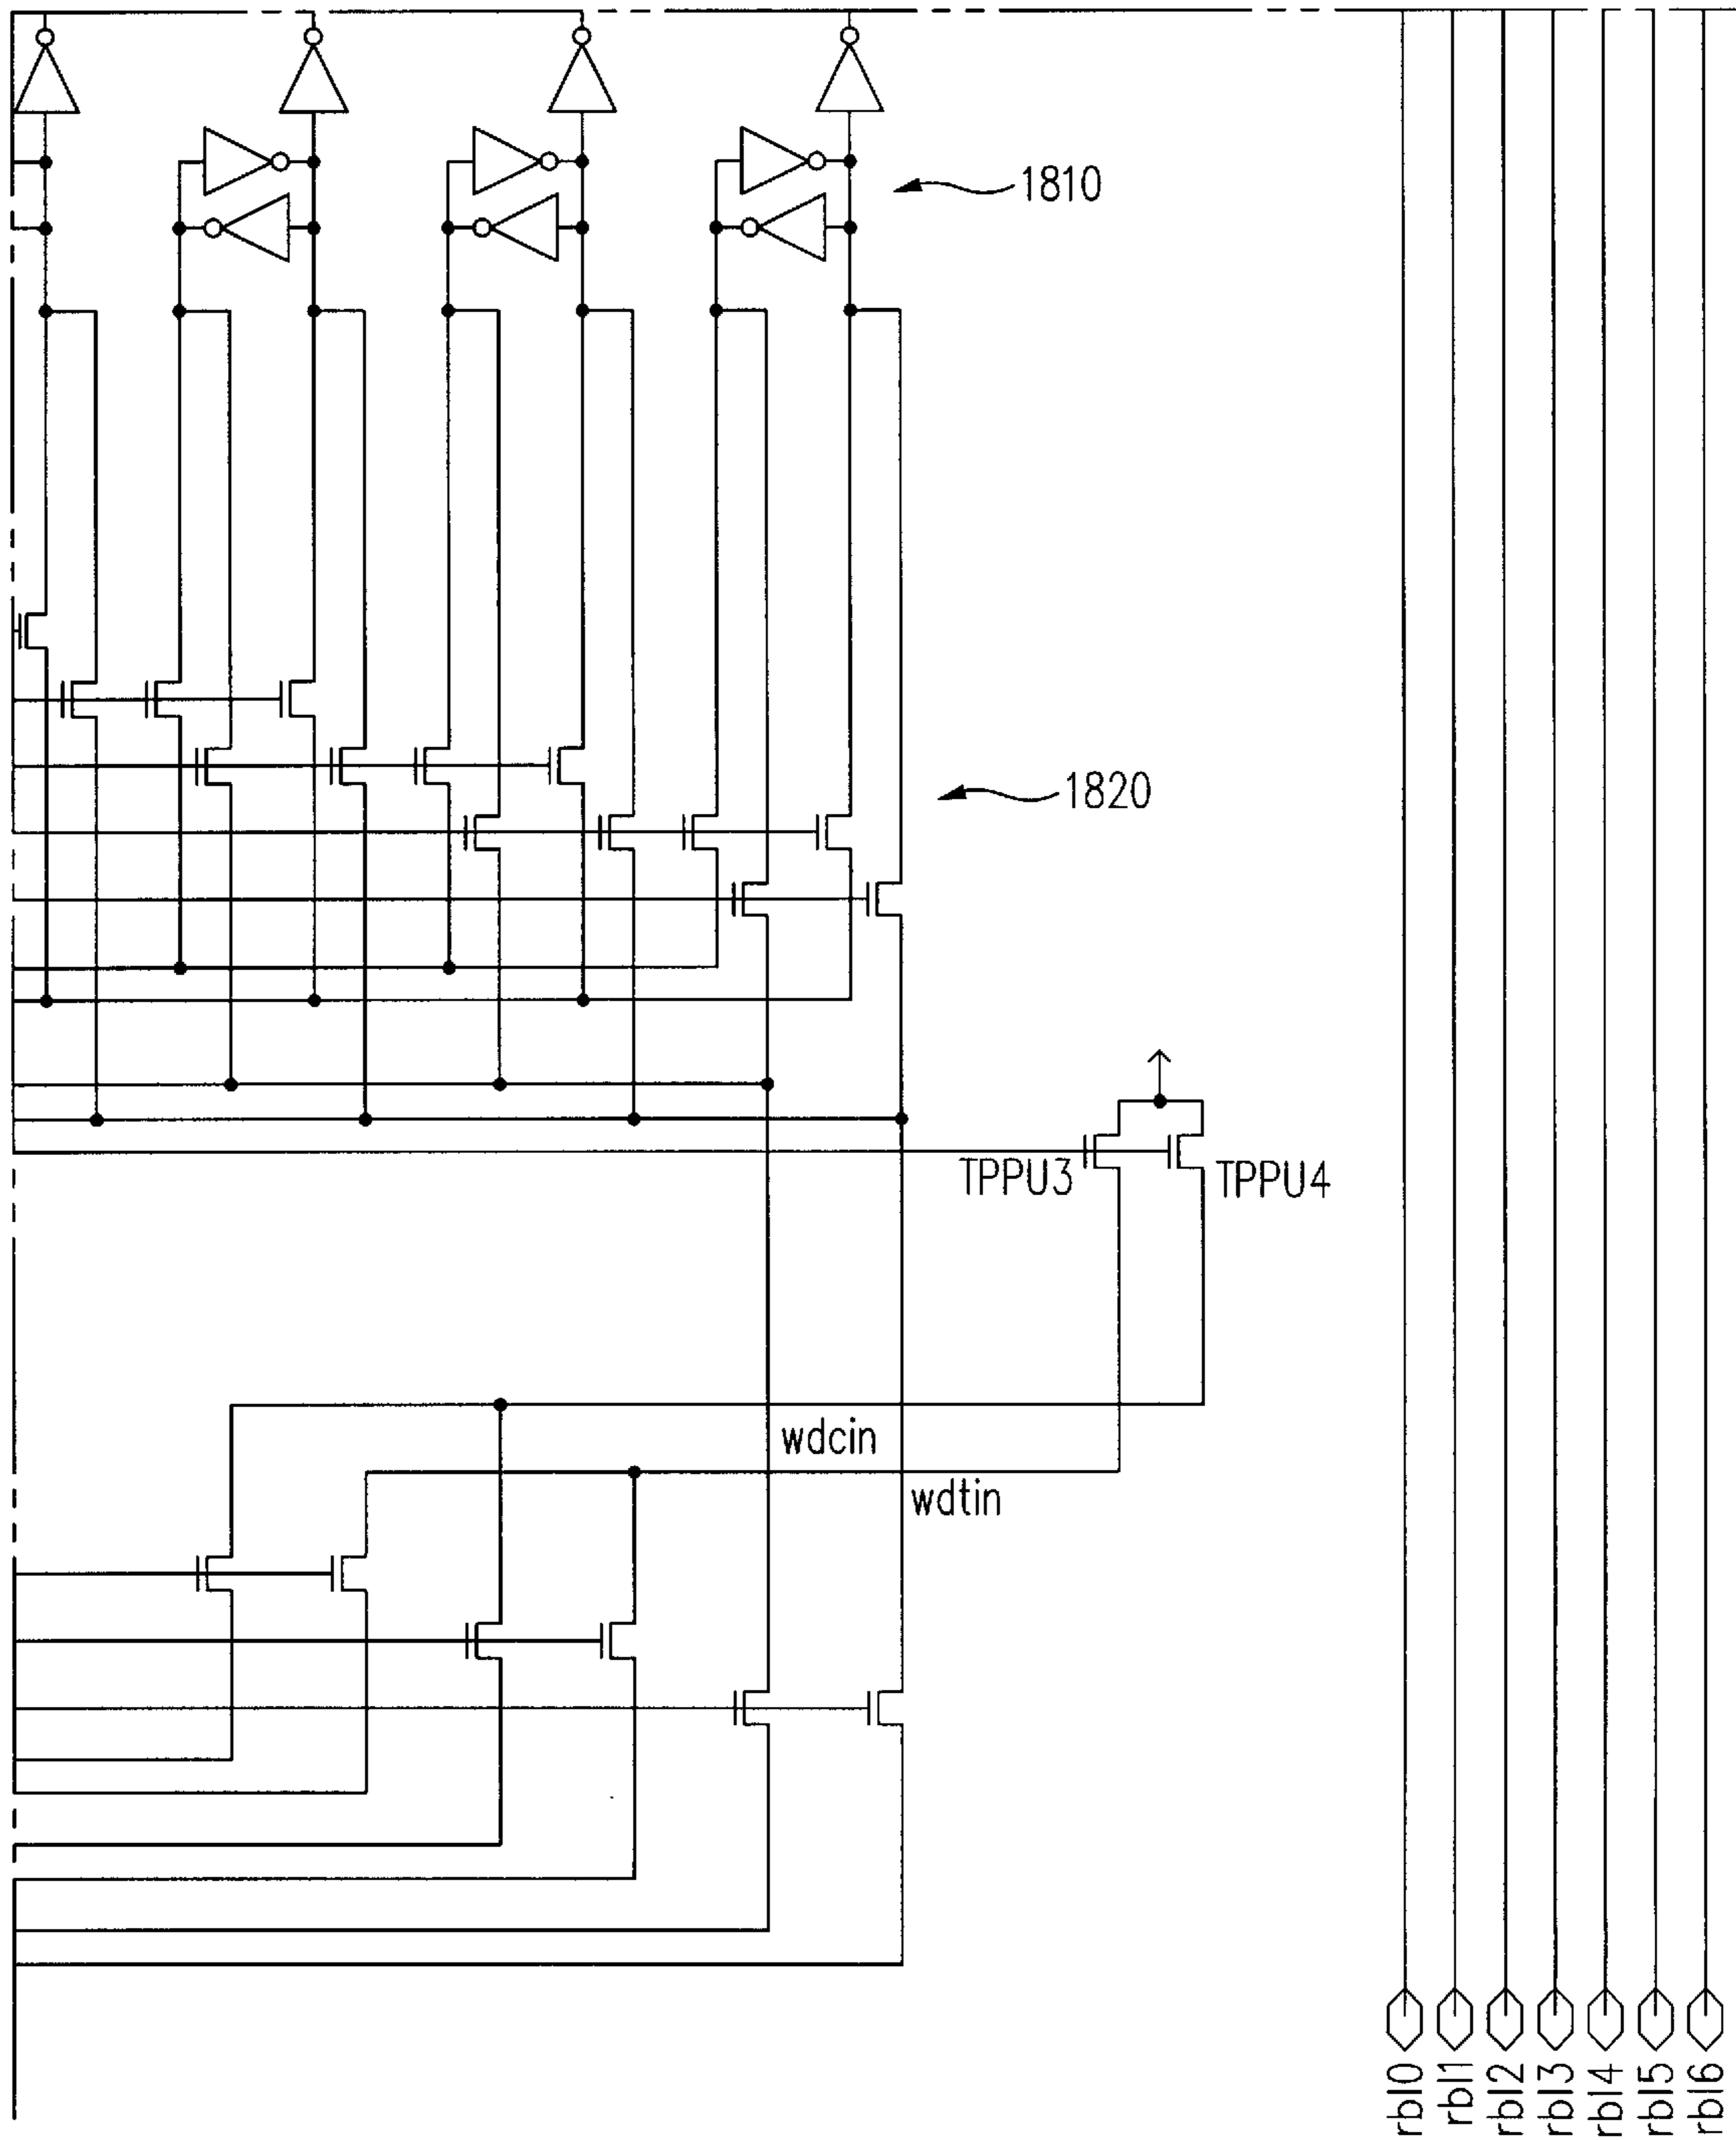 1810
1820
TPPU3
TPPU4
wdcin
wdtin
rbl0
rbl1
rbl2
rbl3
rbl4
rbl5
rbl6